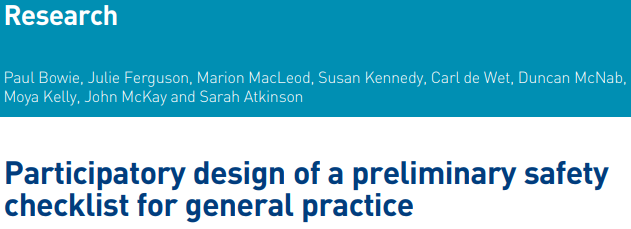 Research
Paul Bowie, Julie Ferguson, Marion MacLeod, Susan Kennedy, Carl de Wet, Duncan McNab,
Moya Kelly, John McKay and Sarah Atkinson
Participatory design of a preliminary safety
checklist for general practice